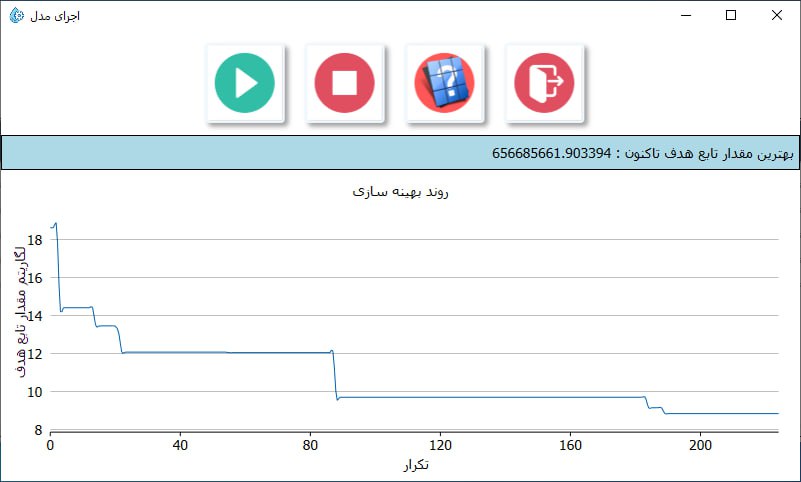 اجرای مدل
?
بهترین مقدار تابع هدف تاکنون : 656685661.903394
روند بهینه سازی
لگاریتم مقدار تابع هدف
18
16
14
12
10
8
0 40 80 120 160 200
تکرار